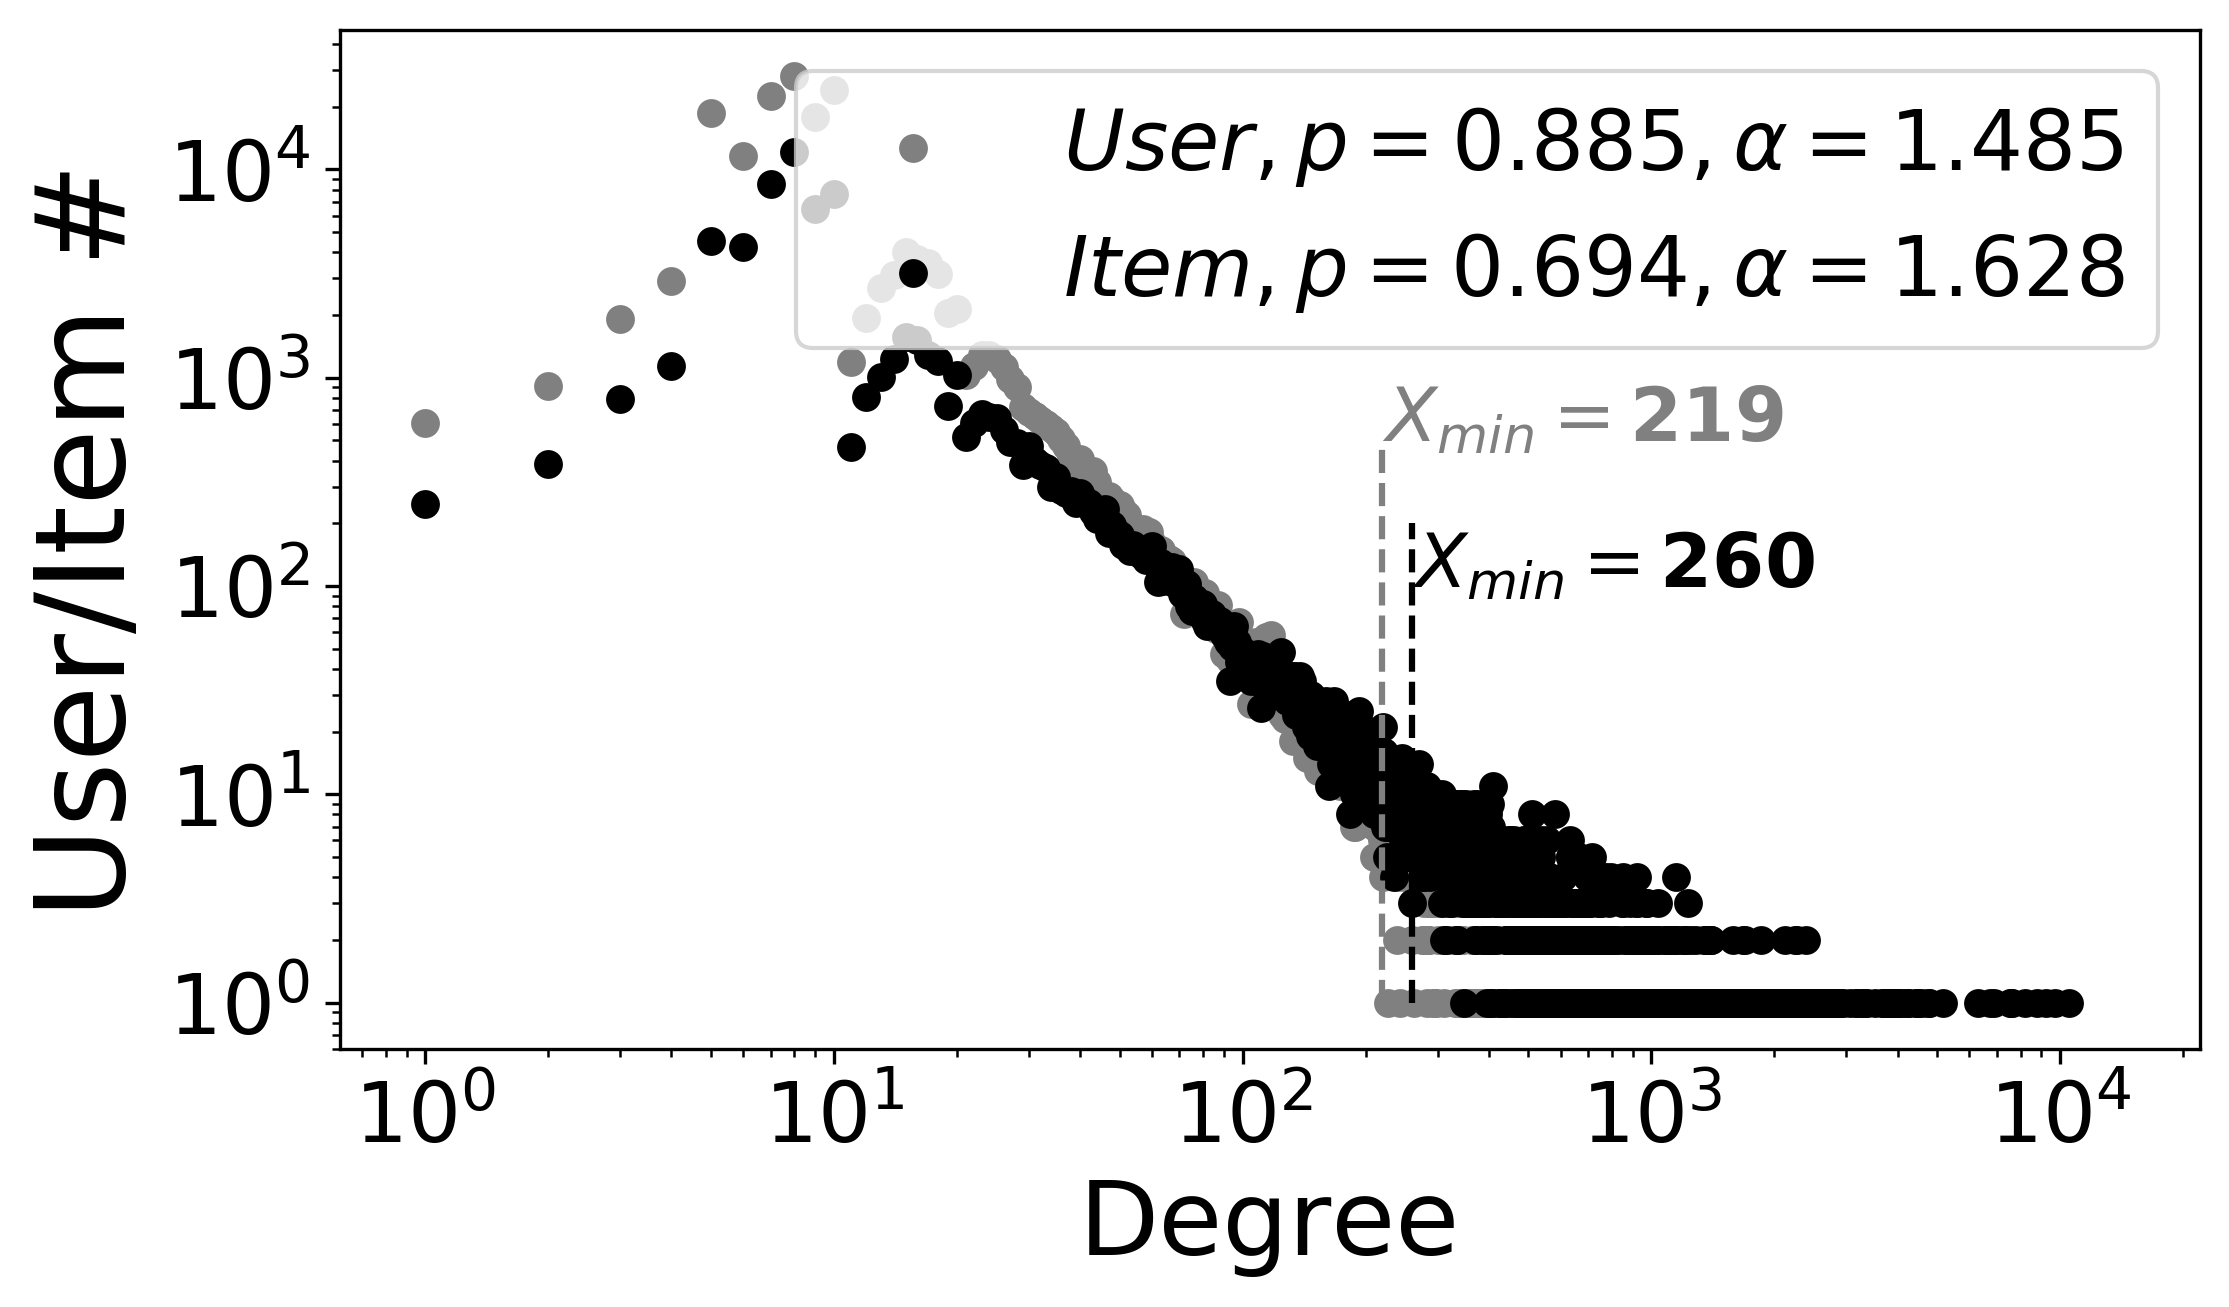 User/Item #
10^4
10^3
10^2
10^1
10^0
User, p = 0.885, α = 1.485
Item, p = 0.694, α = 1.628
X_min = 219
X_min = 260
10^0 10^1 10^2 10^3 10^4
Degree